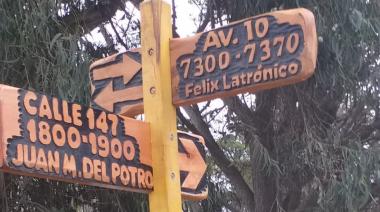 AV. 10
7300-7370
Felix Latrónico
CALLE 147
1800-1900
JUAN M. DEL POTRO